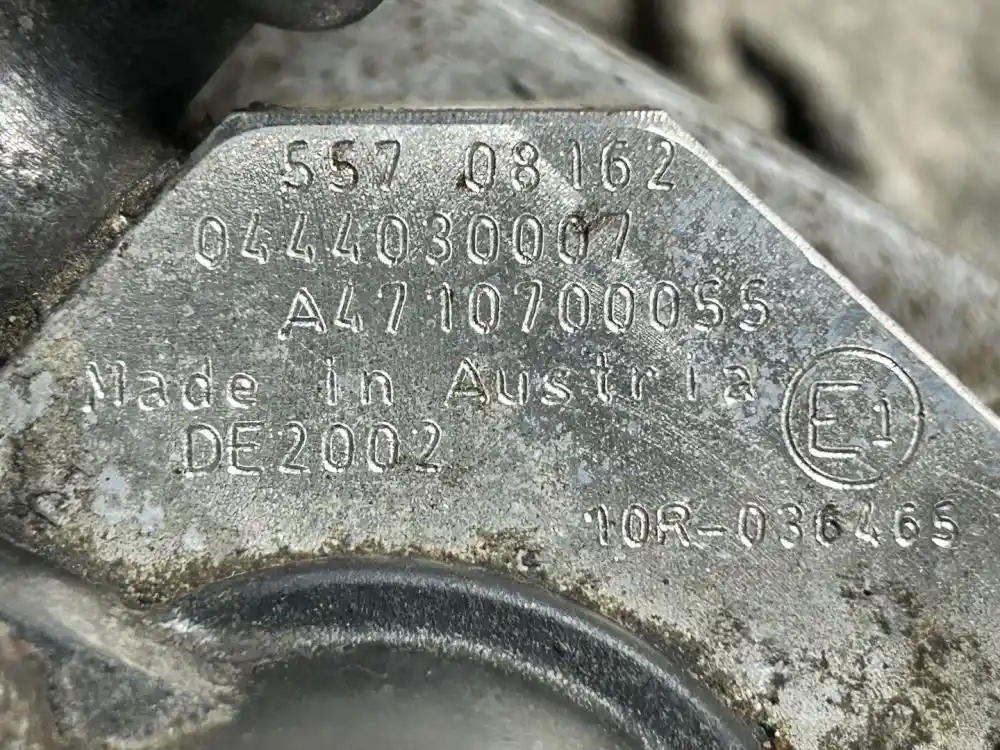 557 08162
0444030007
A4710700055
Made in Austria
DE2002
E1
10R-036465